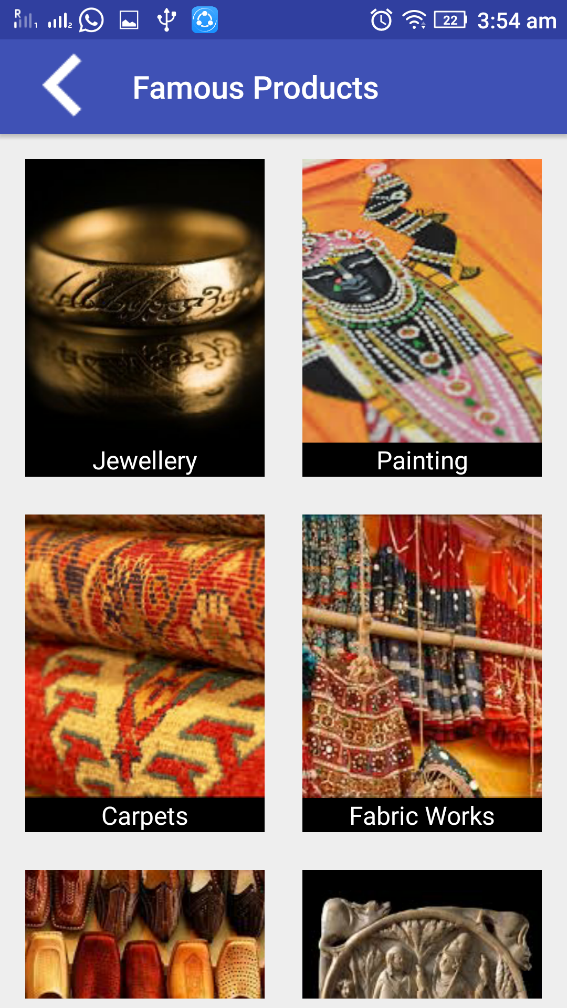 22 3:54 am
Famous Products
Jewellery
Painting
Carpets
Fabric Works